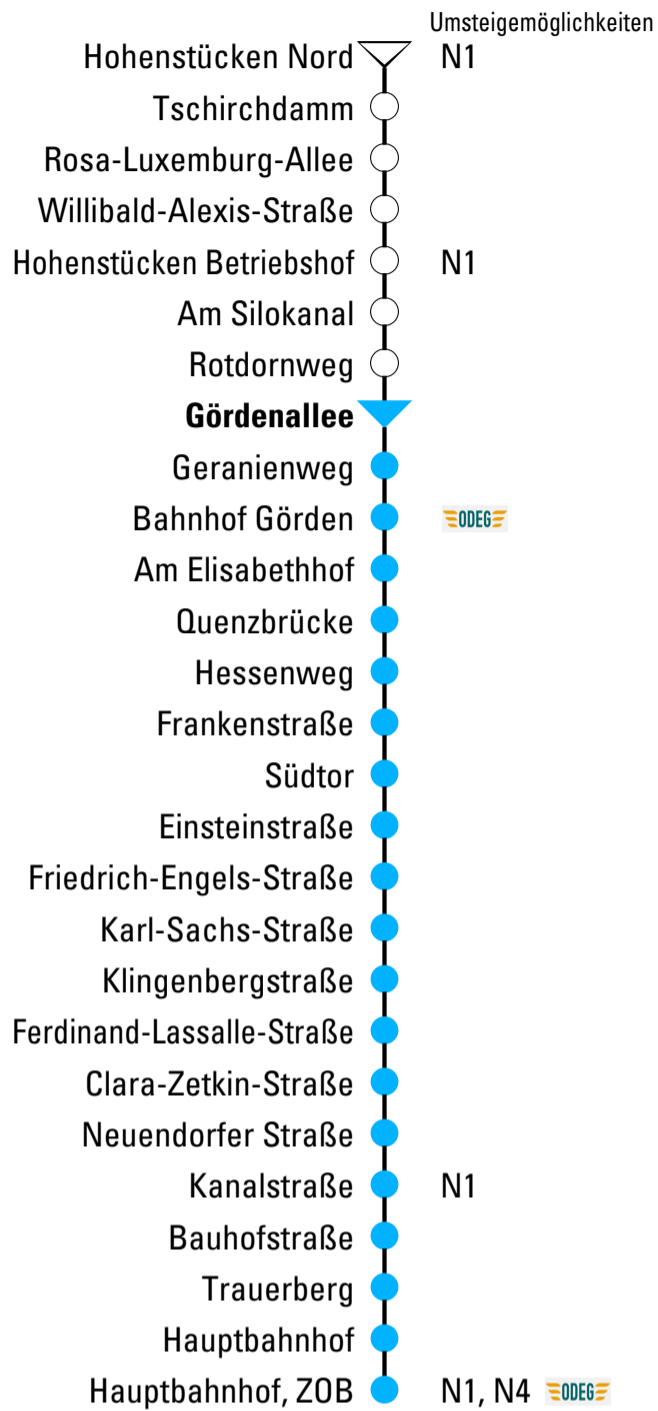 Umsteigemöglichkeiten
Hohenstücken Nord N1
Tschirchdamm
Rosa-Luxemburg-Allee
Willibald-Alexis-Straße
Hohenstücken Betriebshof N1
Am Silokanal
Rotdornweg
Gördenallee
Geranienweg
Bahnhof Görden ODEG
Am Elisabethhof
Quenzbrücke
Hessenweg
Frankenstraße
Südtor
Einsteinstraße
Friedrich-Engels-Straße
Karl-Sachs-Straße
Klingenbergstraße
Ferdinand-Lassalle-Straße
Clara-Zetkin-Straße
Neuendorfer Straße
Kanalstraße N1
Bauhofstraße
Trauerberg
Hauptbahnhof
Hauptbahnhof, ZOB N1, N4 ODEG